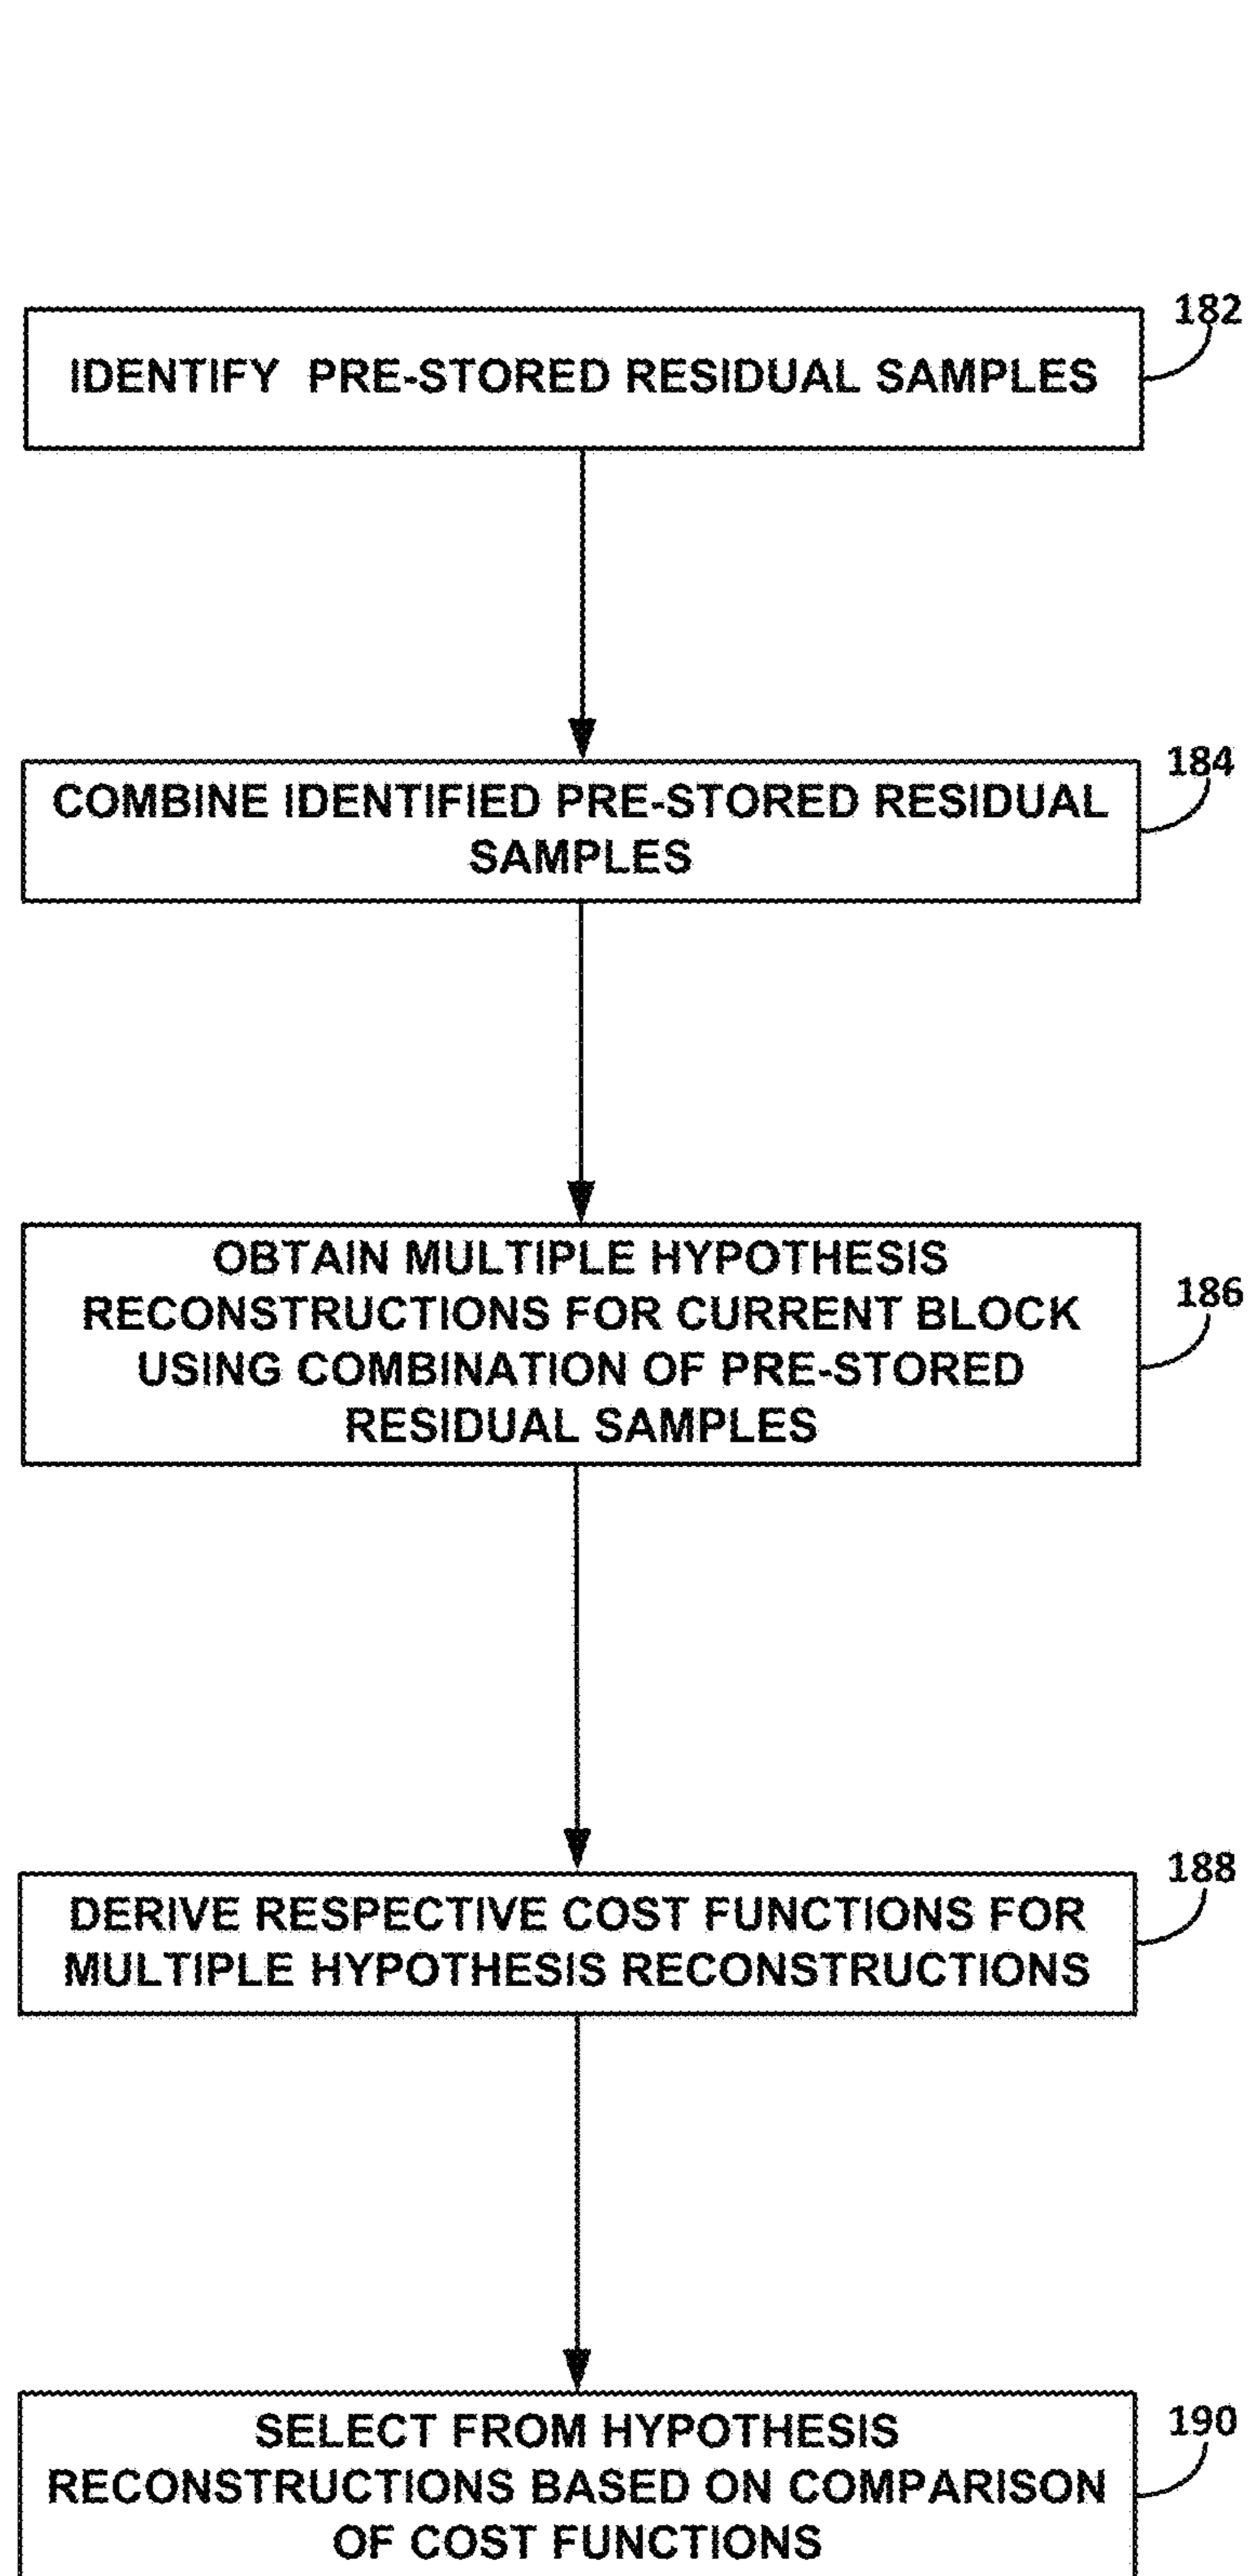 182
IDENTIFY PRE-STORED RESIDUAL SAMPLES
184
COMBINE IDENTIFIED PRE-STORED RESIDUAL
SAMPLES
186
OBTAIN MULTIPLE HYPOTHESIS
RECONSTRUCTIONS FOR CURRENT BLOCK
USING COMBINATION OF PRE-STORED
RESIDUAL SAMPLES
188
DERIVE RESPECTIVE COST FUNCTIONS FOR
MULTIPLE HYPOTHESIS RECONSTRUCTIONS
190
SELECT FROM HYPOTHESIS
RECONSTRUCTIONS BASED ON COMPARISON
OF COST FUNCTIONS